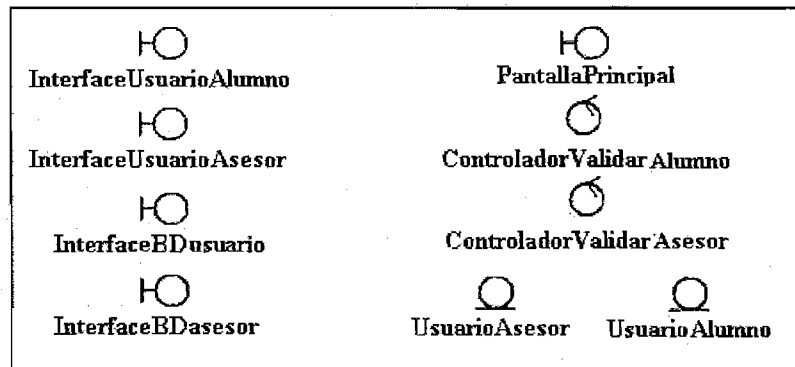 InterfaceUsuarioAlumno
PantallaPrincipal
InterfaceUsuarioAsesor
ControladorValidarAlumno
InterfaceBDusuario
ControladorValidarAsesor
InterfaceBDasesor
UsuarioAsesor
UsuarioAlumno